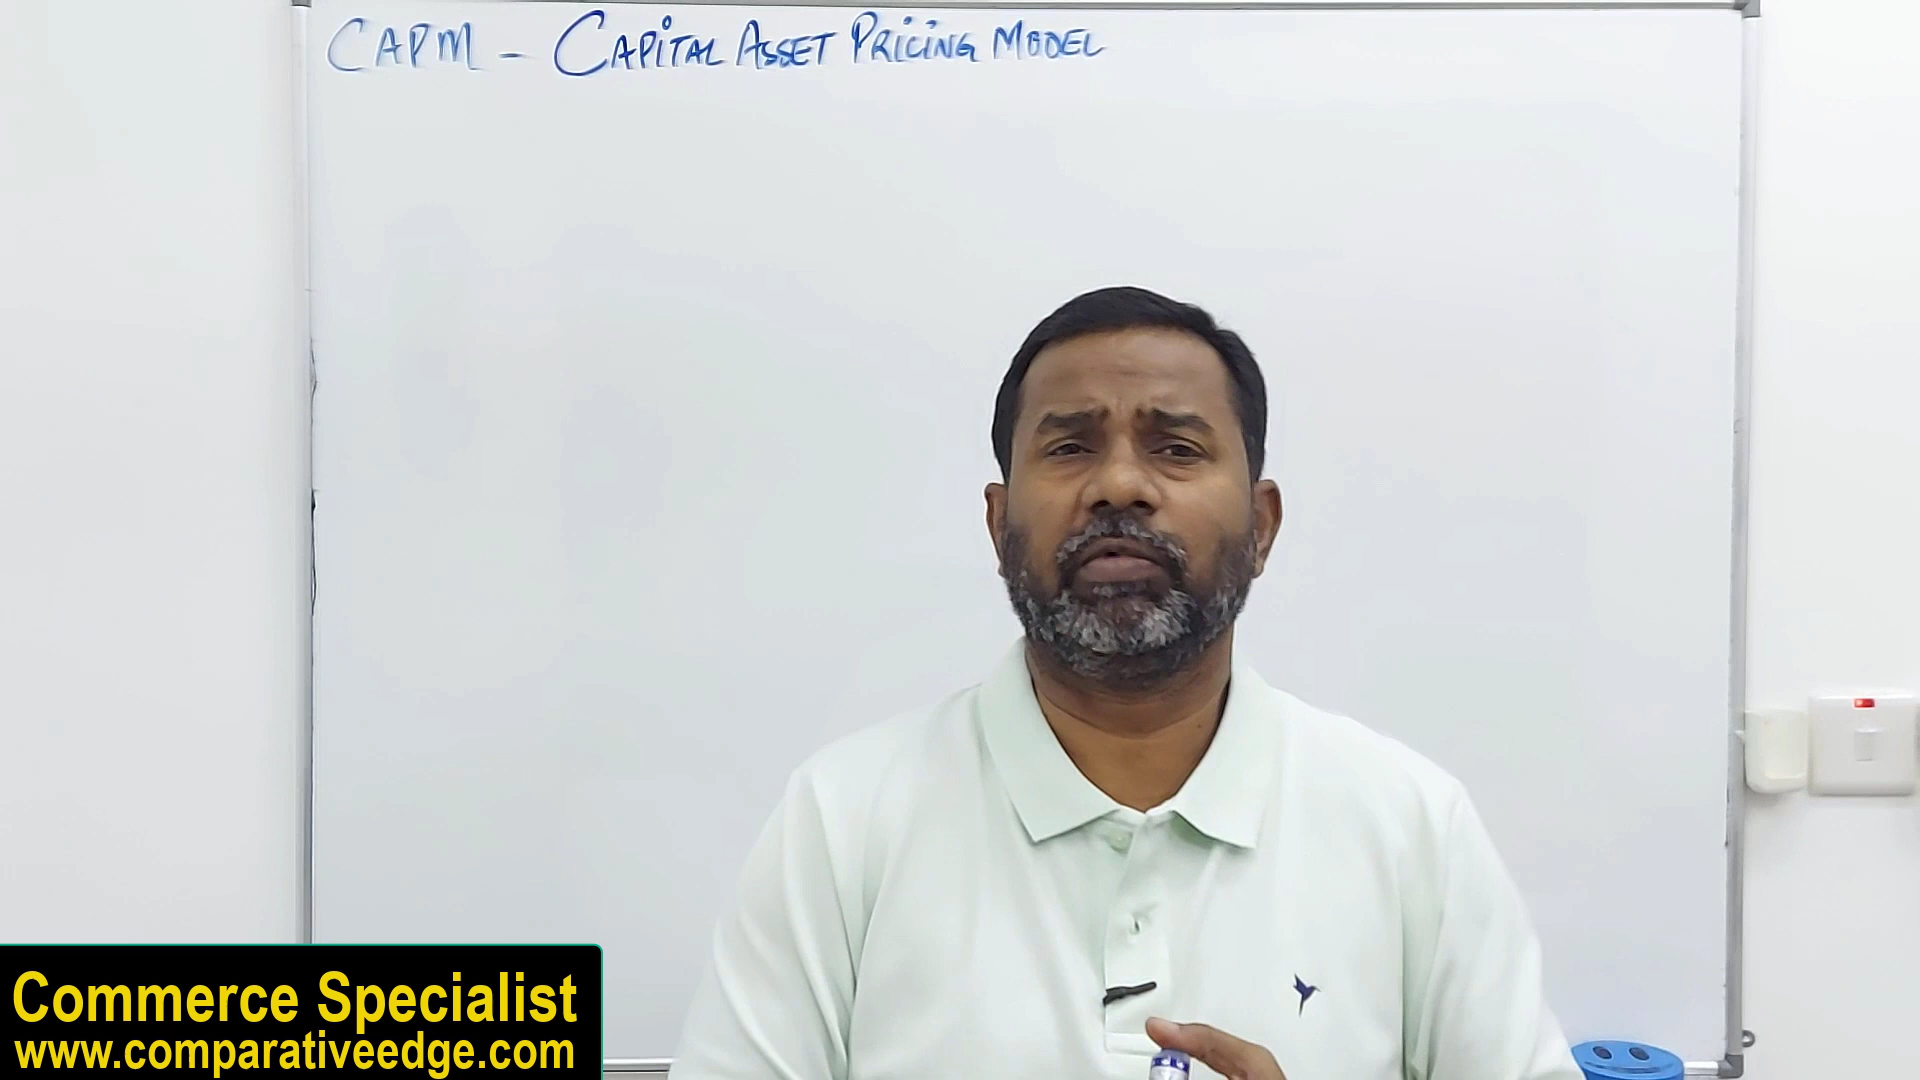 CAPM - CAPITAL ASSET PRICING MODEL
Commerce Specialist
www.comparativeedge.com